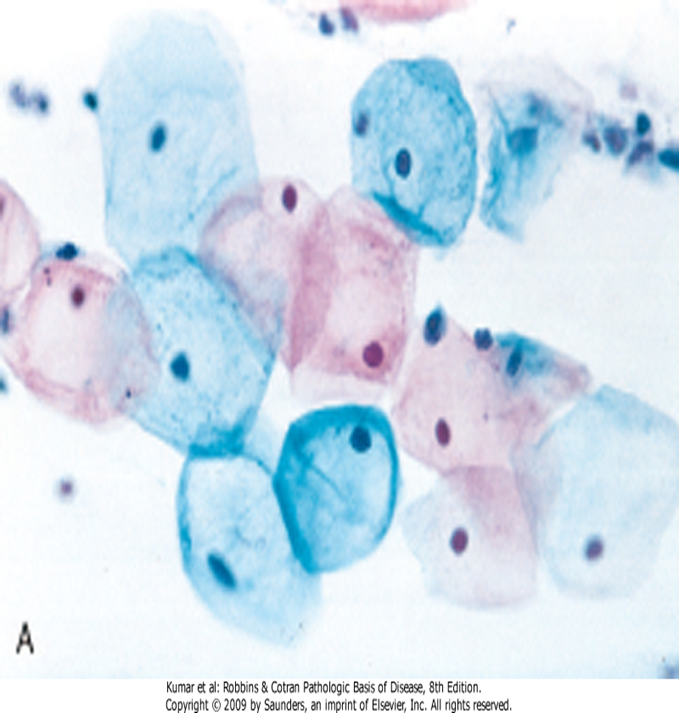 A
Kumar et al: Robbins & Cotran Pathologic Basis of Disease, 8th Edition.
Copyright © 2009 by Saunders, an imprint of Elsevier, Inc. All rights reserved.